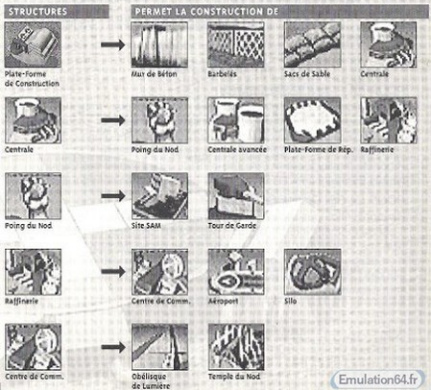 STRUCTURES
PERMET LA CONSTRUCTION DE
Plate-Forme
de Construction
Mur de Béton
Barbelés
Sacs de Sable
Centrale
Centrale
Poing du Nod
Centrale avancée
Plate-Forme de Rép.
Raffinerie
Poing du Nod
Site SAM
Tour de Garde
Raffinerie
Centre de Comm.
Aéroport
Silo
Centre de Comm.
Obélisque
de Lumière
Temple du Nod
Emulation64.fr